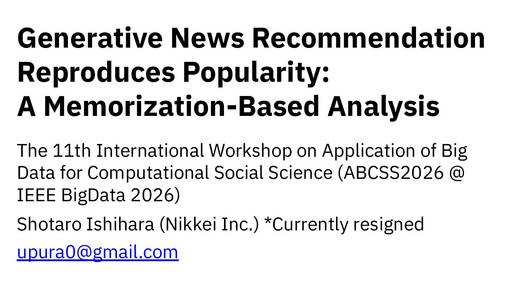 Generative News Recommendation
Reproduces Popularity:
A Memorization-Based Analysis
The 11th International Workshop on Application of Big
Data for Computational Social Science (ABCSS2026 @
IEEE BigData 2026)
Shotaro Ishihara (Nikkei Inc.) *Currently resigned
upura0@gmail.com